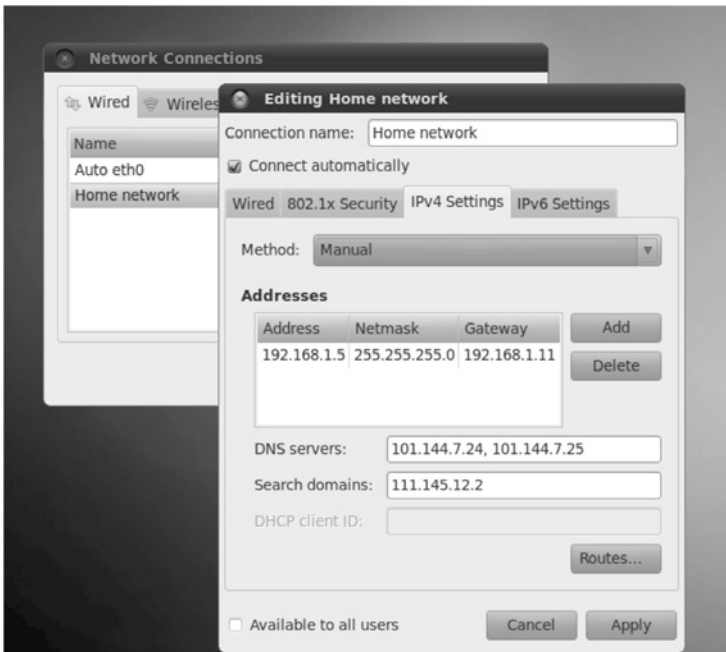 Network Connections
Wired Wireles
Name
Auto eth0
Home network
Editing Home network
Connection name: Home network
Connect automatically
Wired 802.1x Security IPv4 Settings IPv6 Settings
Method: Manual
Addresses
Address Netmask Gateway
192.168.1.5 255.255.255.0 192.168.1.11
Add
Delete
DNS servers: 101.144.7.24, 101.144.7.25
Search domains: 111.145.12.2
DHCP client ID:
Routes...
Available to all users Cancel Apply